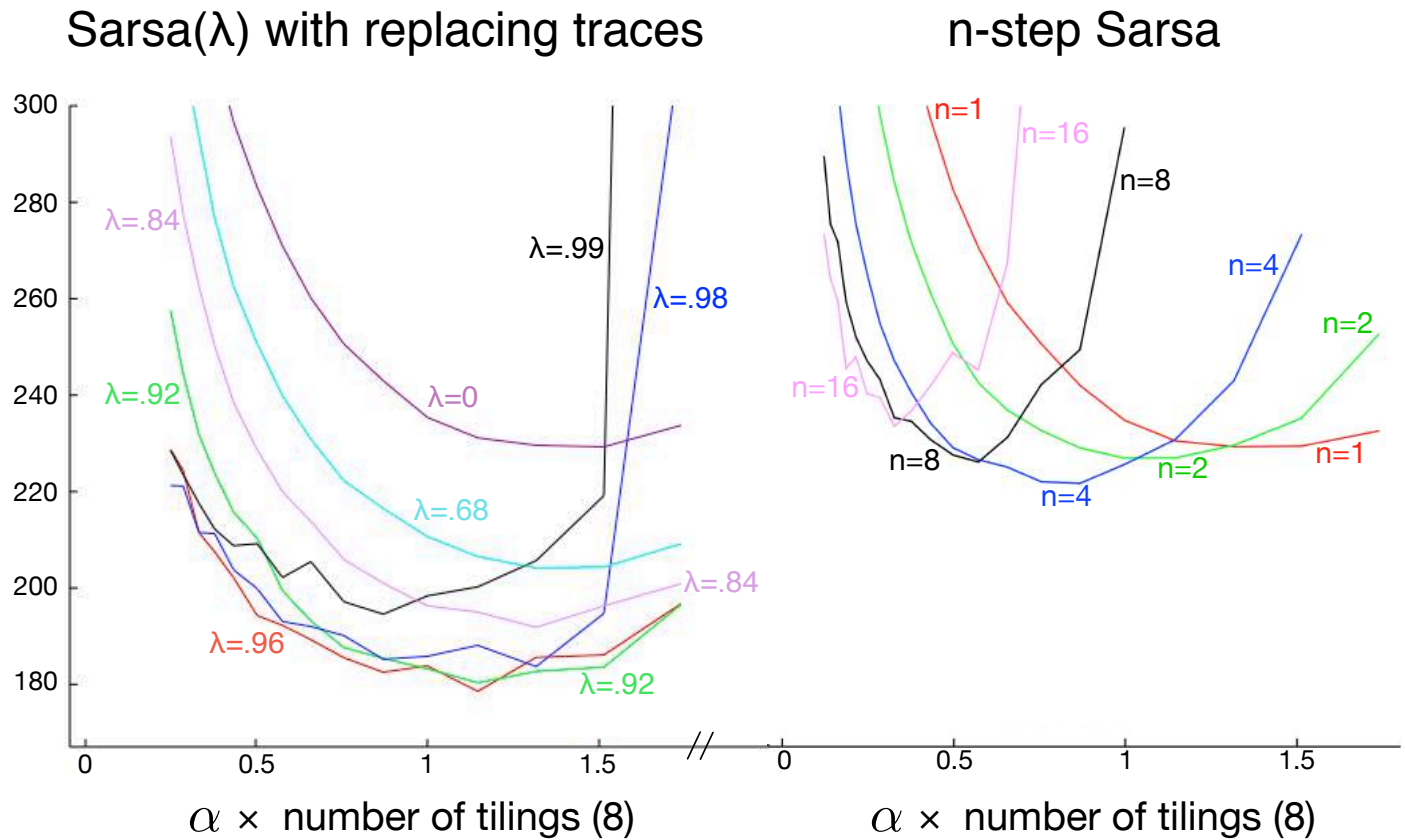 Sarsa(λ) with replacing traces
n-step Sarsa
300
280
260
240
220
200
180
λ=.84
λ=.92
λ=.96
λ=0
λ=.68
λ=.99
λ=.98
λ=.84
λ=.92
n=1
n=16
n=8
n=4
n=2
n=16
n=8
n=4
n=2
n=1
0
0.5
1
1.5
0
0.5
1
1.5
α × number of tilings (8)
α × number of tilings (8)